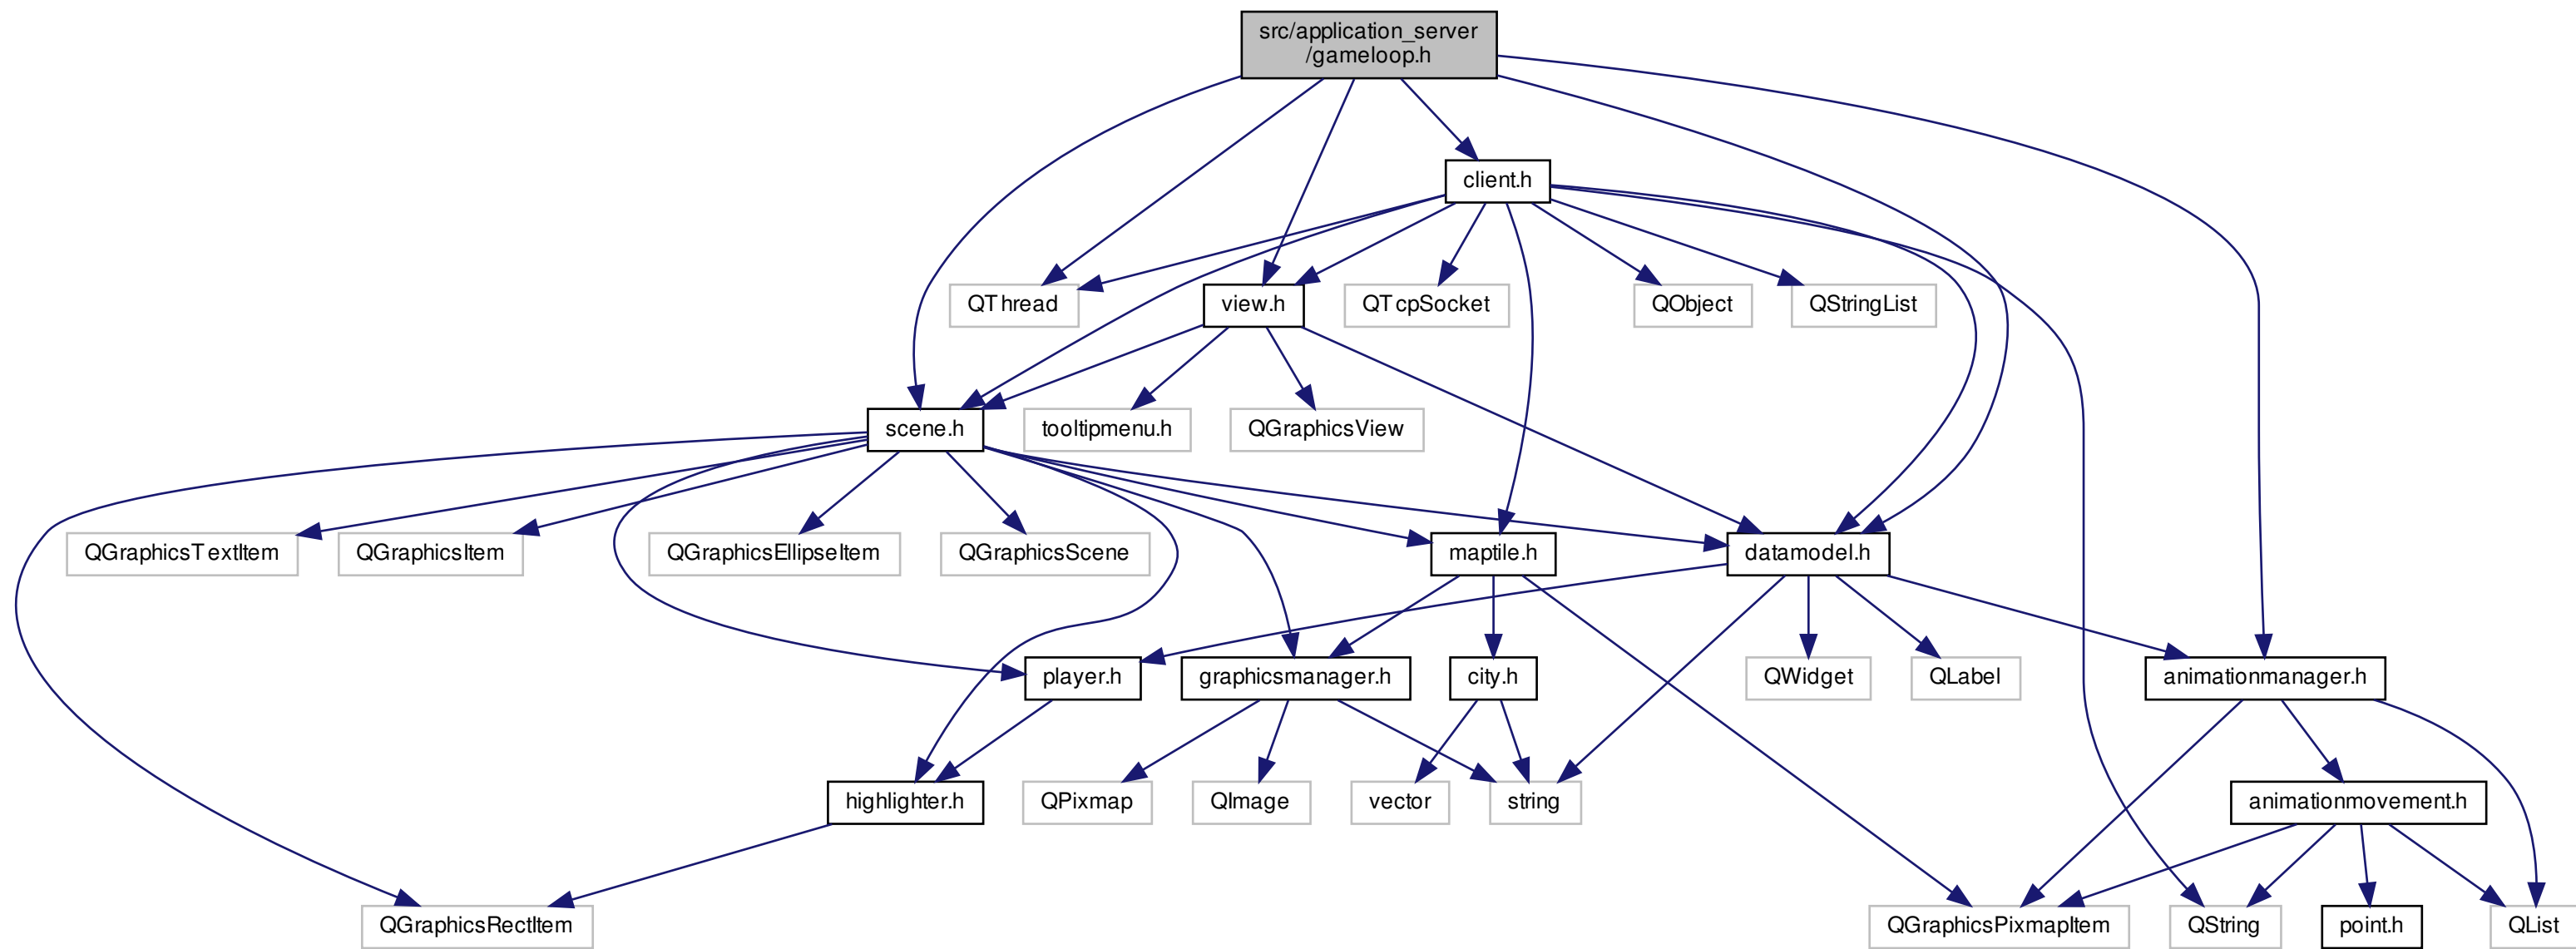 src/application_server
/gameloop.h
client.h
QThread
view.h
QTcpSocket
QObject
QStringList
scene.h
tooltipmenu.h
QGraphicsView
QGraphicsTextItem
QGraphicsItem
QGraphicsEllipseItem
QGraphicsScene
maptile.h
datamodel.h
player.h
graphicsmanager.h
city.h
QWidget
QLabel
animationmanager.h
highlighter.h
QPixmap
QImage
vector
string
animationmovement.h
QGraphicsRectItem
QGraphicsPixmapItem
QString
point.h
QList